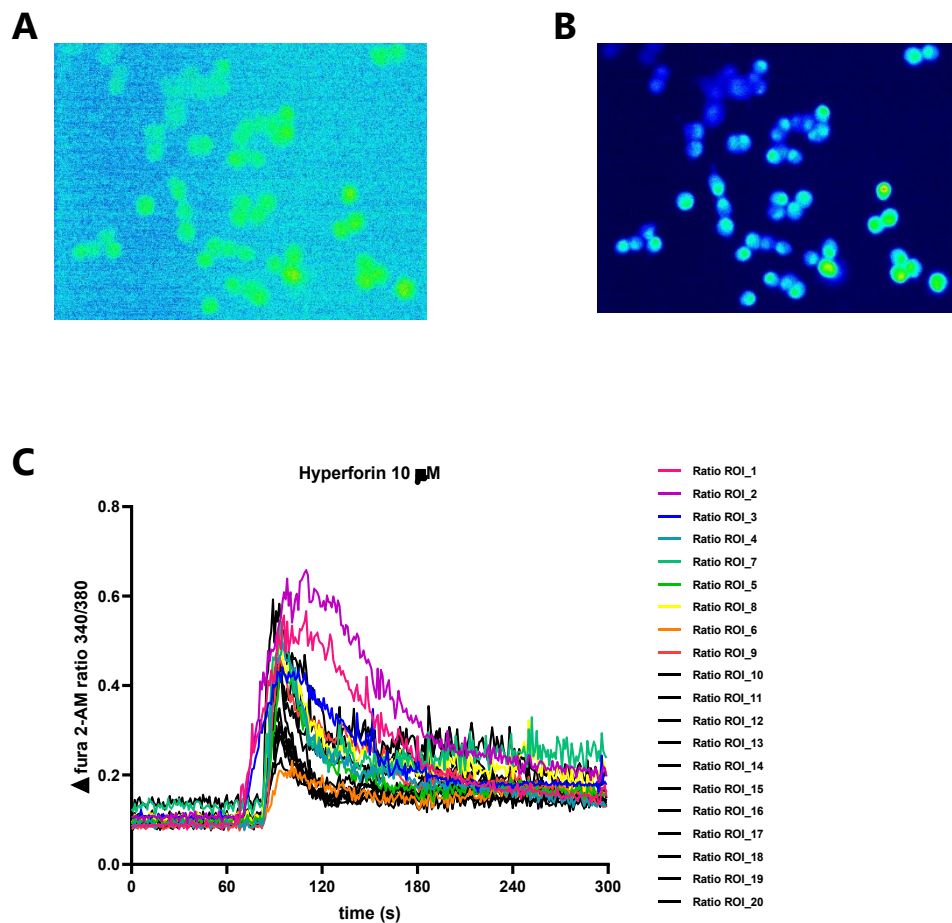 A
B
C
Hyperforin 10 µM
▲ fura 2-AM ratio 340/380
0.8
0.6
0.4
0.2
0.0
0
60
120
180
240
300
time (s)
Ratio ROI_1
Ratio ROI_2
Ratio ROI_3
Ratio ROI_4
Ratio ROI_7
Ratio ROI_5
Ratio ROI_8
Ratio ROI_6
Ratio ROI_9
Ratio ROI_10
Ratio ROI_11
Ratio ROI_12
Ratio ROI_13
Ratio ROI_14
Ratio ROI_15
Ratio ROI_16
Ratio ROI_17
Ratio ROI_18
Ratio ROI_19
Ratio ROI_20